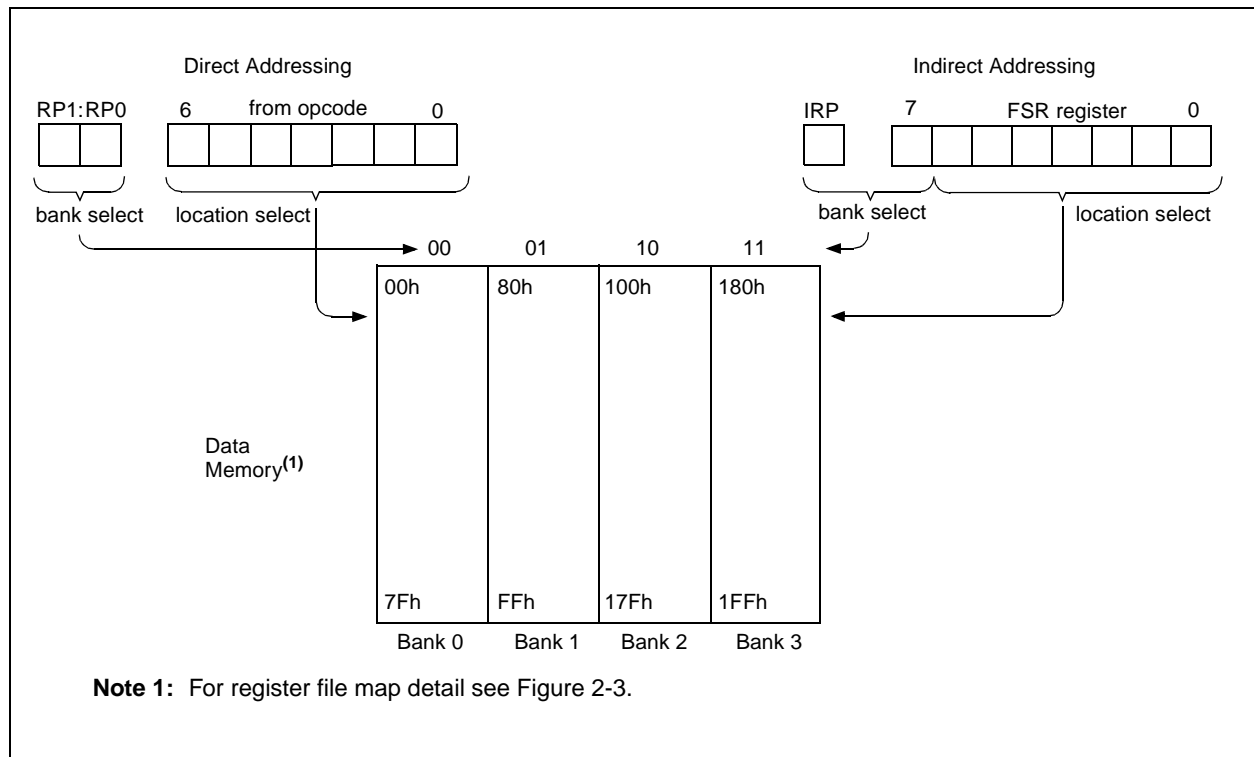 Direct Addressing
Indirect Addressing
RP1:RP0 6 from opcode 0
IRP 7 FSR register 0
bank select location select
bank select location select
00 01 10 11
00h 80h 100h 180h
Data
Memory(1)
7Fh FFh 17Fh 1FFh
Bank 0 Bank 1 Bank 2 Bank 3
Note 1: For register file map detail see Figure 2-3.